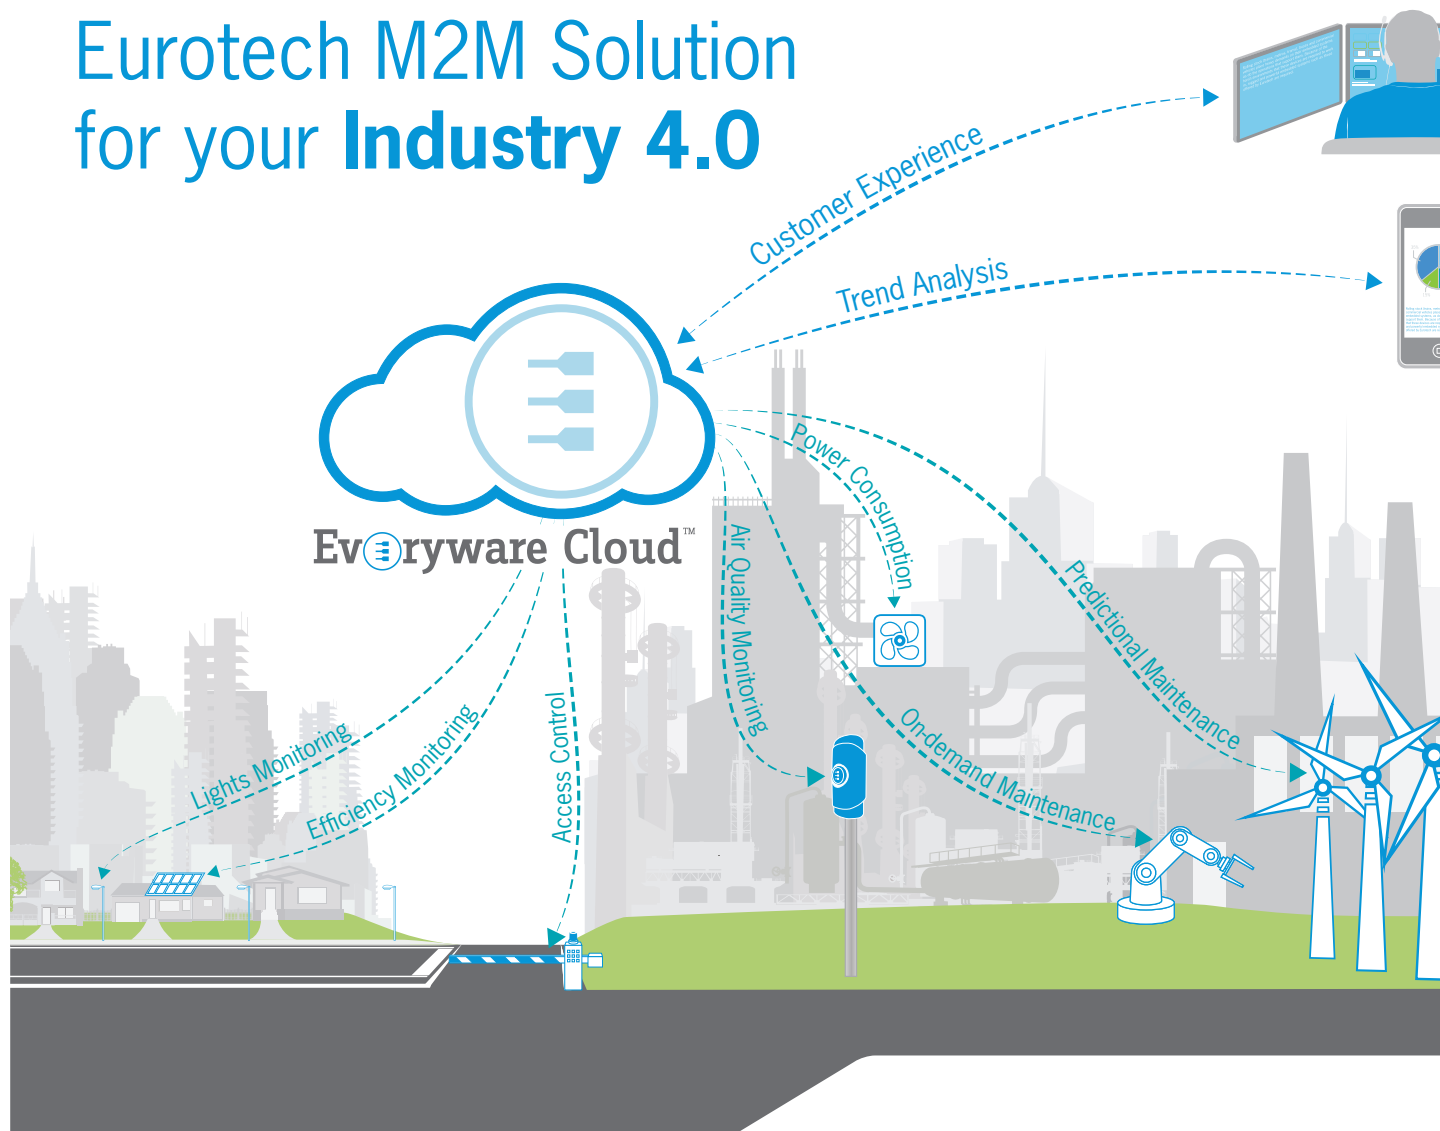 Eurotech M2M Solution
for your Industry 4.0
Customer Experience
Trend Analysis
Everyware Cloud™
Power Consumption
Air Quality Monitoring
Predictional Maintenance
On-demand Maintenance
Lights Monitoring
Efficiency Monitoring
Access Control